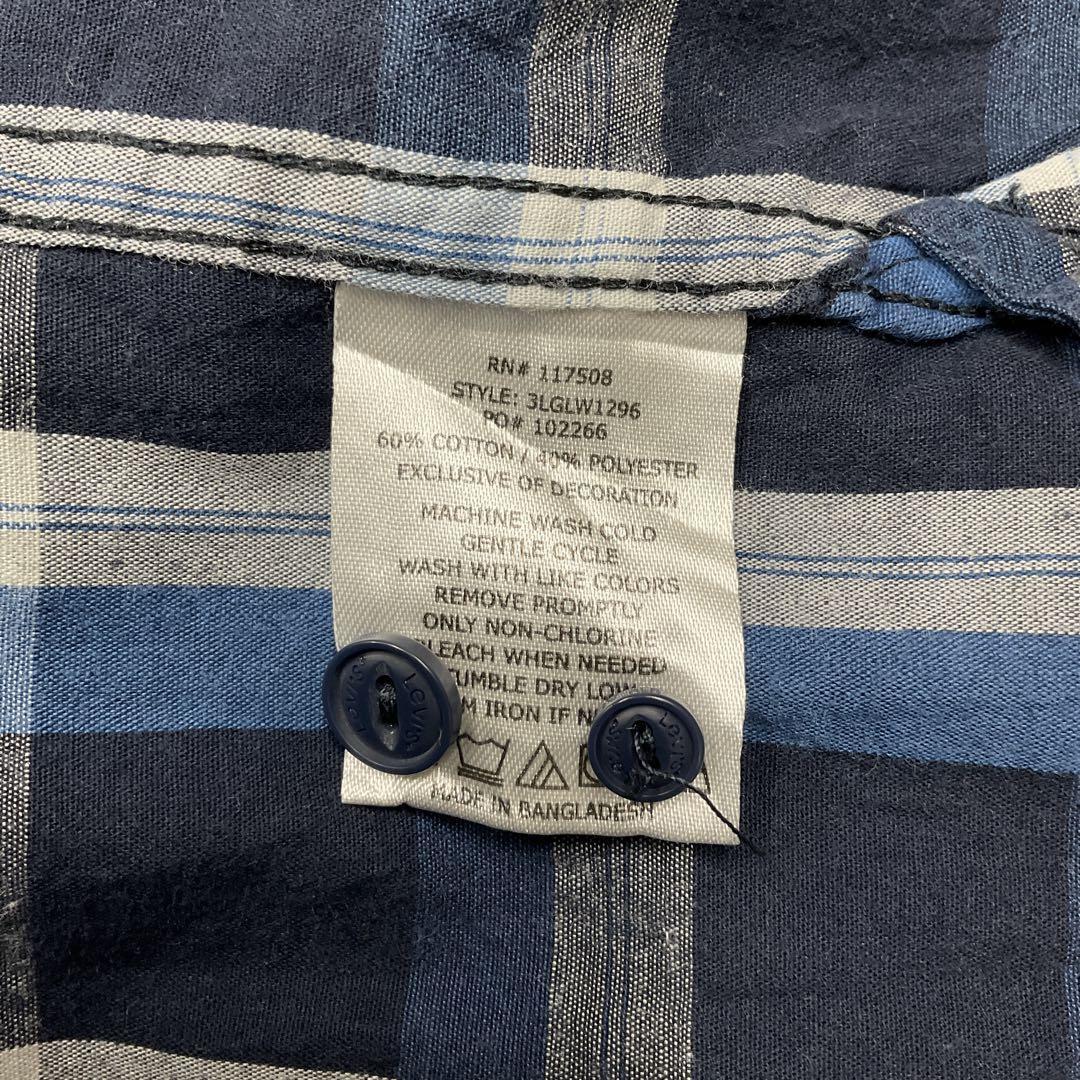 RN# 117508
STYLE: 3LGLW1296
PO# 102266
60% COTTON / 40% POLYESTER
EXCLUSIVE OF DECORATION
MACHINE WASH COLD
GENTLE CYCLE
WASH WITH LIKE COLORS
REMOVE PROMPTLY
ONLY NON-CHLORINE
BLEACH WHEN NEEDED
TUMBLE DRY LOW
IRON IF
MADE IN BANGLADESH
Levi's
Levi's
Levi's